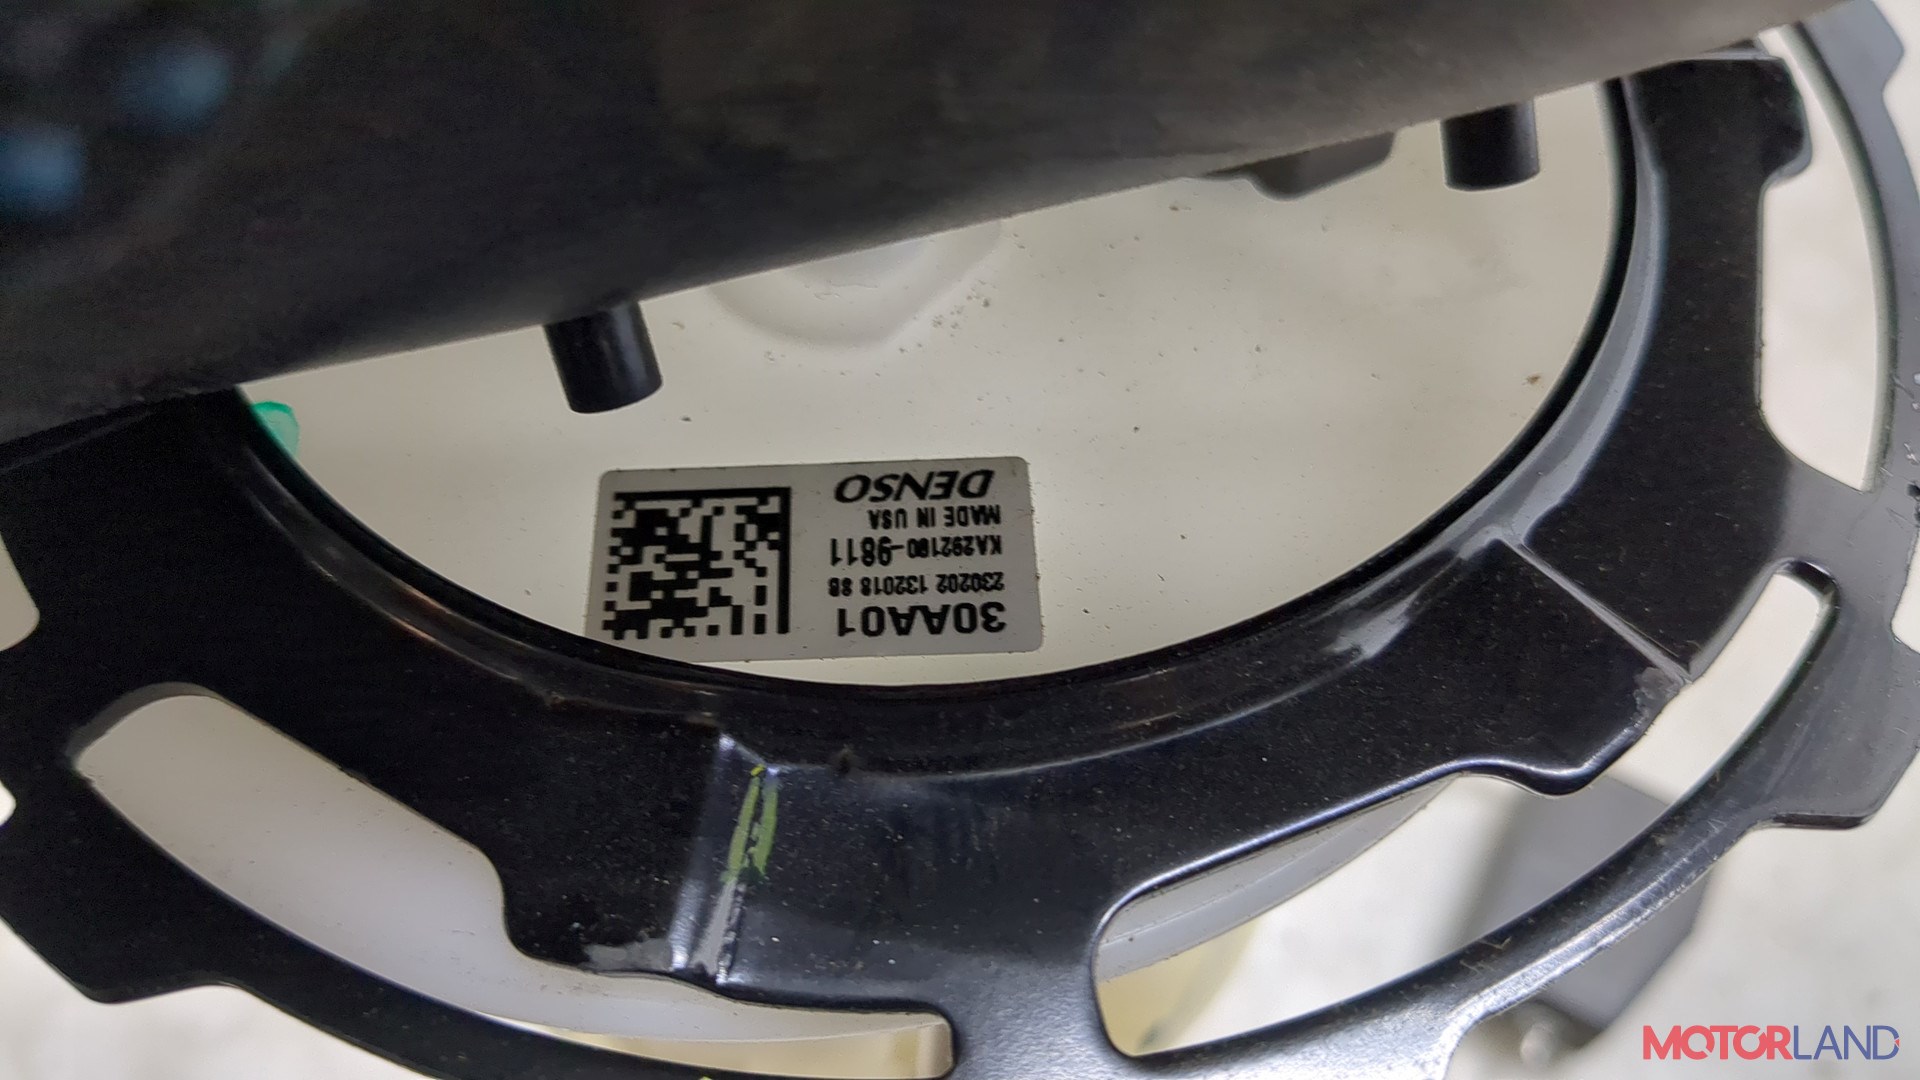 30AA01
230202 132018 8B
KA292180-9811
MADE IN USA
DENSO
MOTORLAND